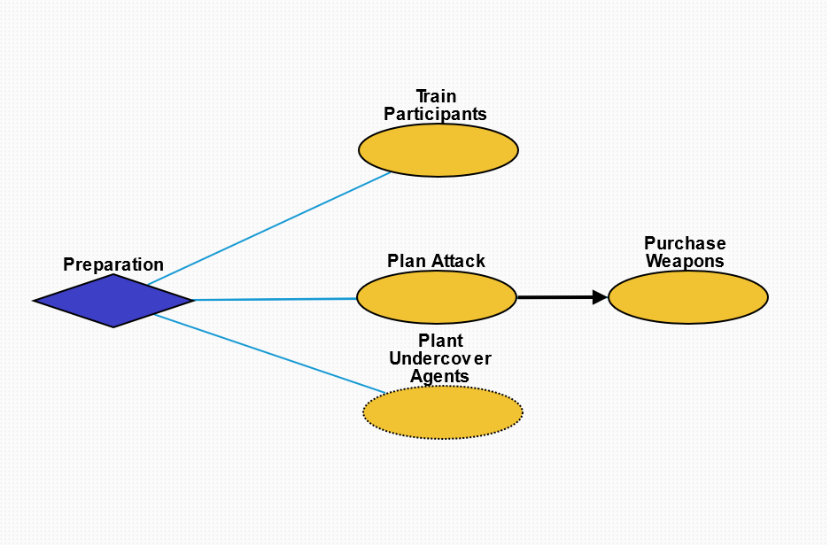 Train
Participants
Preparation
Plan Attack
Purchase
Weapons
Plant
Undercover
Agents